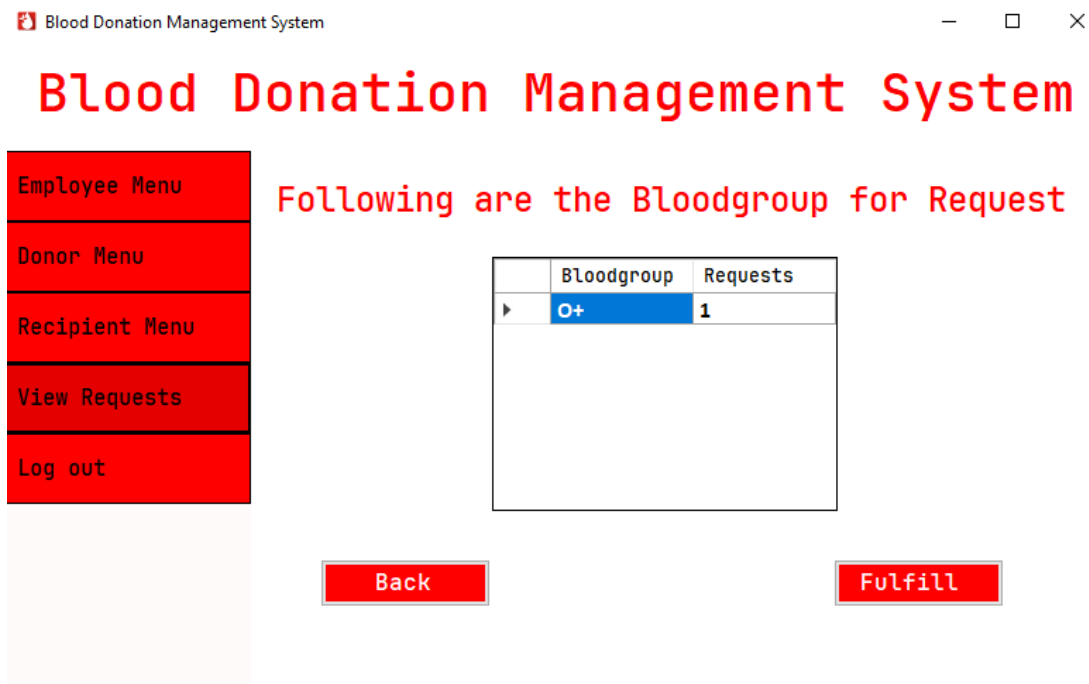 Blood Donation Management System
Blood Donation Management System
Employee Menu
Donor Menu
Recipient Menu
View Requests
Log out
Following are the Bloodgroup for Request
Bloodgroup Requests
O+ 1
Back Fulfill